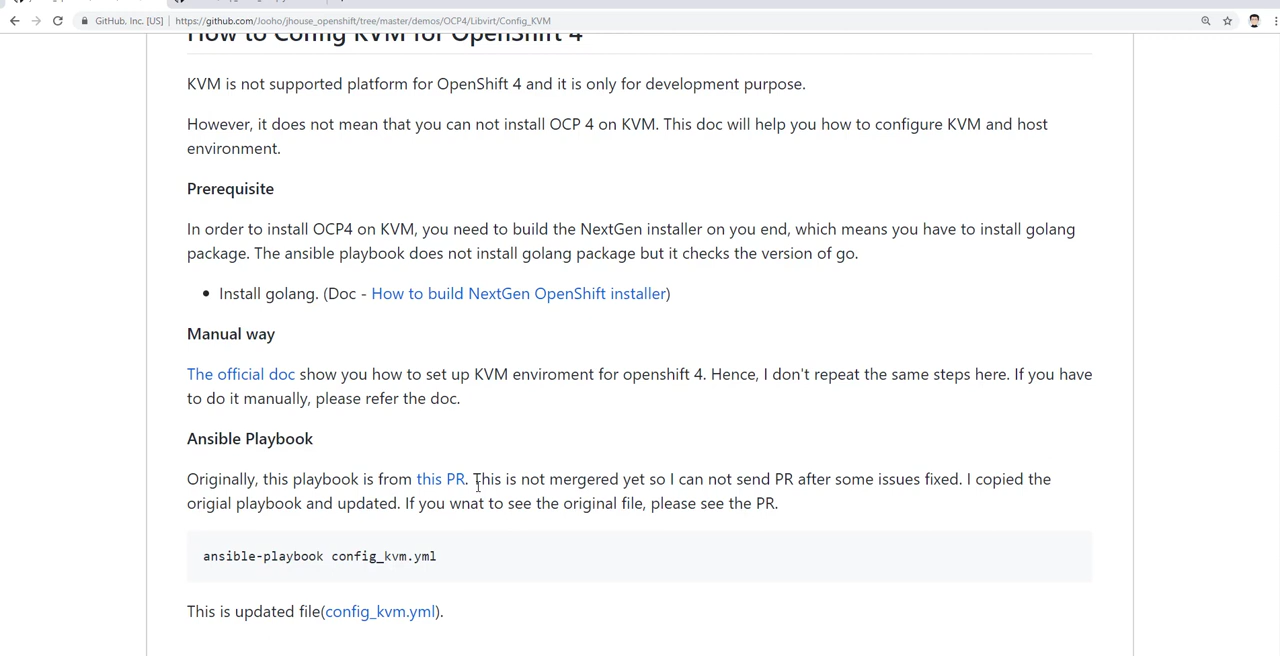 GitHub, Inc. [US] | https://github.com/Jooho/jhouse_openshift/tree/master/demos/OCP4/Libvirt/Config_KVM
How to Config KVM for OpenShift 4
KVM is not supported platform for OpenShift 4 and it is only for development purpose.
However, it does not mean that you can not install OCP 4 on KVM. This doc will help you how to configure KVM and host
environment.
Prerequisite
In order to install OCP4 on KVM, you need to build the NextGen installer on you end, which means you have to install golang
package. The ansible playbook does not install golang package but it checks the version of go.
Install golang. (Doc - How to build NextGen OpenShift installer)
Manual way
The official doc show you how to set up KVM enviroment for openshift 4. Hence, I don't repeat the same steps here. If you have
to do it manually, please refer the doc.
Ansible Playbook
Originally, this playbook is from this PR. This is not mergered yet so I can not send PR after some issues fixed. I copied the
origial playbook and updated. If you wnat to see the original file, please see the PR.
ansible-playbook config_kvm.yml
This is updated file(config_kvm.yml).